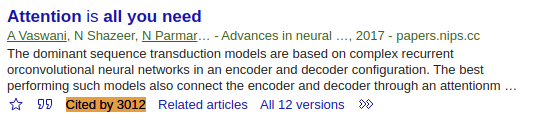 Attention is all you need
A Vaswani, N Shazeer, N Parmar… - Advances in neural …, 2017 - papers.nips.cc
The dominant sequence transduction models are based on complex recurrent
orconvolutional neural networks in an encoder and decoder configuration. The best
performing such models also connect the encoder and decoder through an attentionm …
Cited by 3012 Related articles All 12 versions